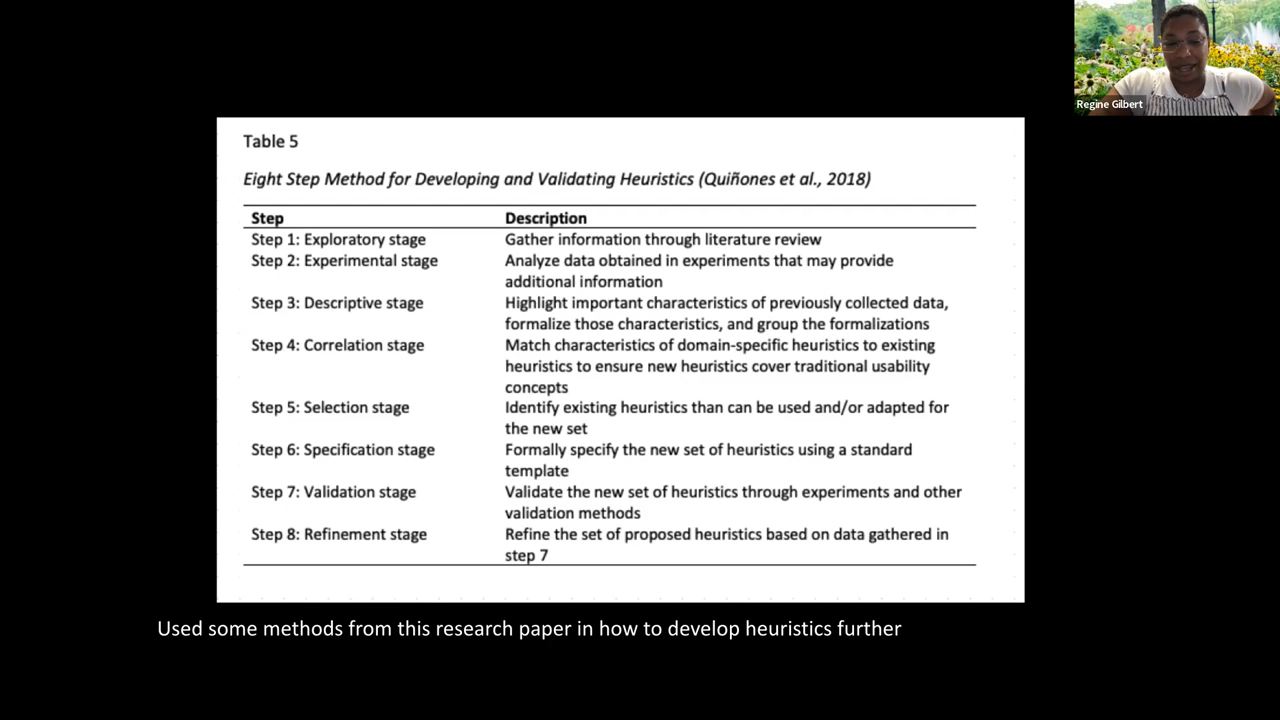 Regine Gilbert
Table 5
Eight Step Method for Developing and Validating Heuristics (Quiñones et al., 2018)
Step Description
Step 1: Exploratory stage Gather information through literature review
Step 2: Experimental stage Analyze data obtained in experiments that may provide
additional information
Step 3: Descriptive stage Highlight important characteristics of previously collected data,
formalize those characteristics, and group the formalizations
Step 4: Correlation stage Match characteristics of domain-specific heuristics to existing
heuristics to ensure new heuristics cover traditional usability
concepts
Step 5: Selection stage Identify existing heuristics than can be used and/or adapted for
the new set
Step 6: Specification stage Formally specify the new set of heuristics using a standard
template
Step 7: Validation stage Validate the new set of heuristics through experiments and other
validation methods
Step 8: Refinement stage Refine the set of proposed heuristics based on data gathered in
step 7
Used some methods from this research paper in how to develop heuristics further